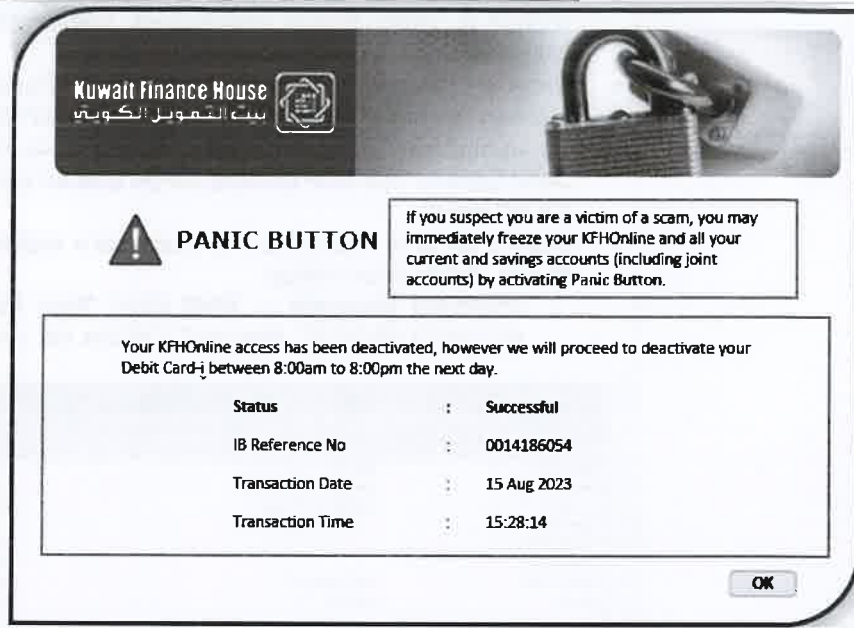 Kuwait Finance House
بيت التمويل الكويتي
PANIC BUTTON
If you suspect you are a victim of a scam, you may
immediately freeze your KFHOnline and all your
current and savings accounts (including joint
accounts) by activating Panic Button.
Your KFHOnline access has been deactivated, however we will proceed to deactivate your
Debit Card-i between 8:00am to 8:00pm the next day.
Status : Successful
IB Reference No : 0014186054
Transaction Date : 15 Aug 2023
Transaction Time : 15:28:14
OK